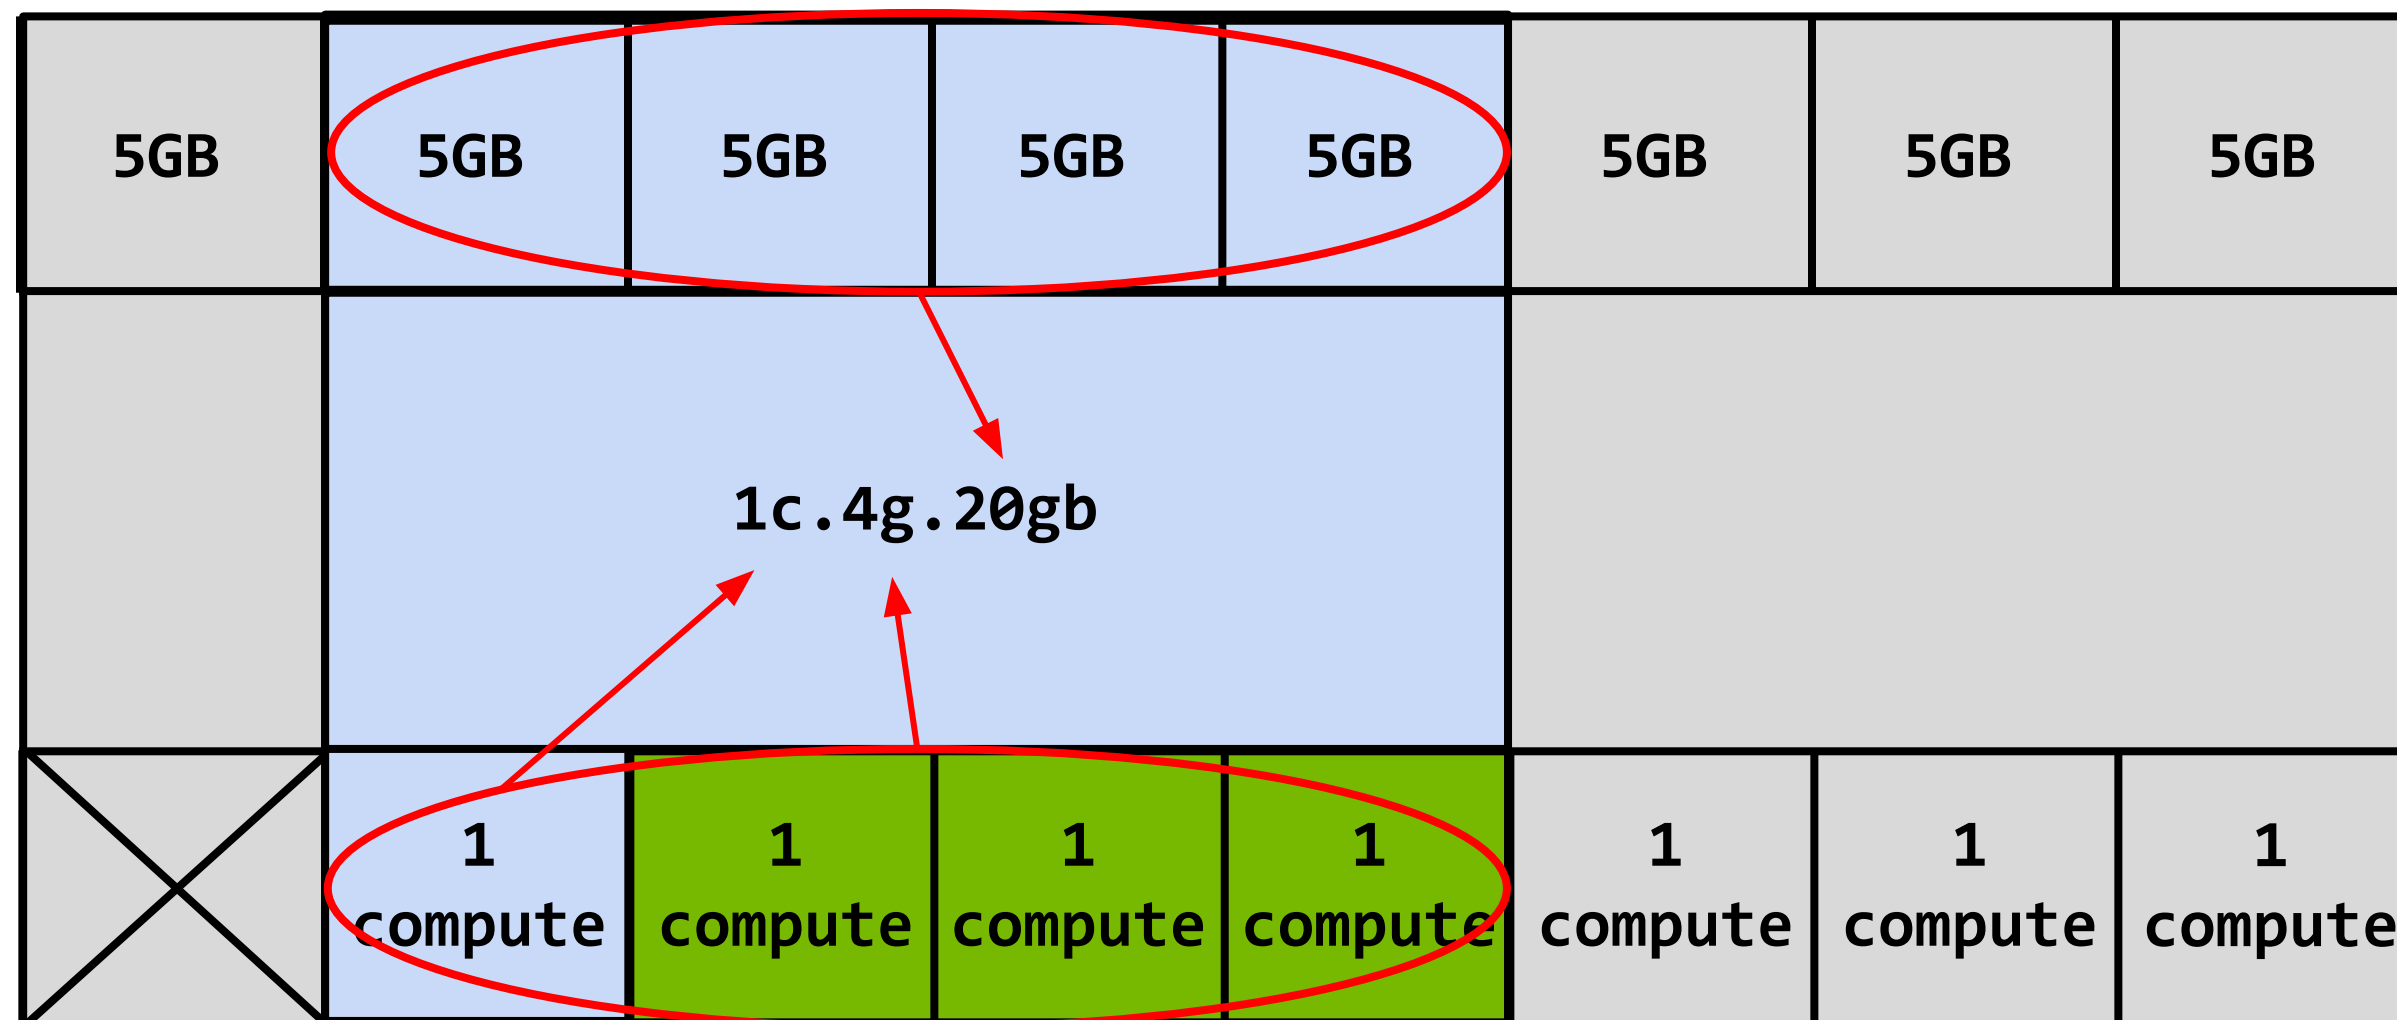 5GB 5GB 5GB 5GB 5GB 5GB 5GB 5GB
1c.4g.20gb
1 1 1 1 1 1 1
compute compute compute compute compute compute compute